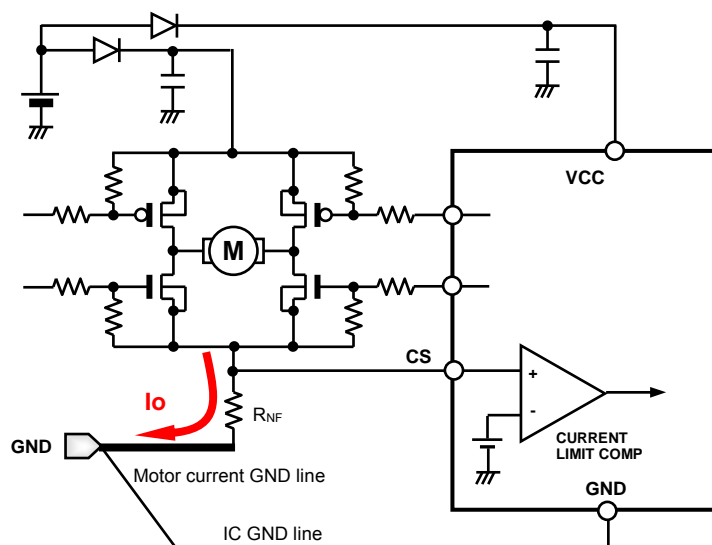 VCC
M
CS
Io
RNF
+
-
CURRENT
LIMIT COMP
GND
Motor current GND line
GND
IC GND line